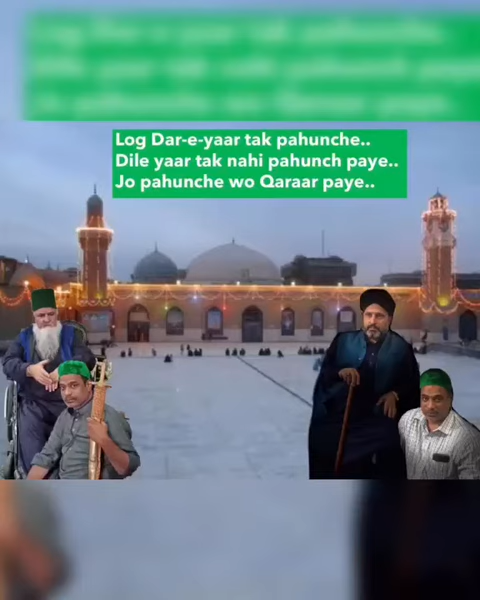 Log Dar-e-yaar tak pahunche..
Dile yaar tak nahi pahunch paye..
Jo pahunche wo Qaraar paye..